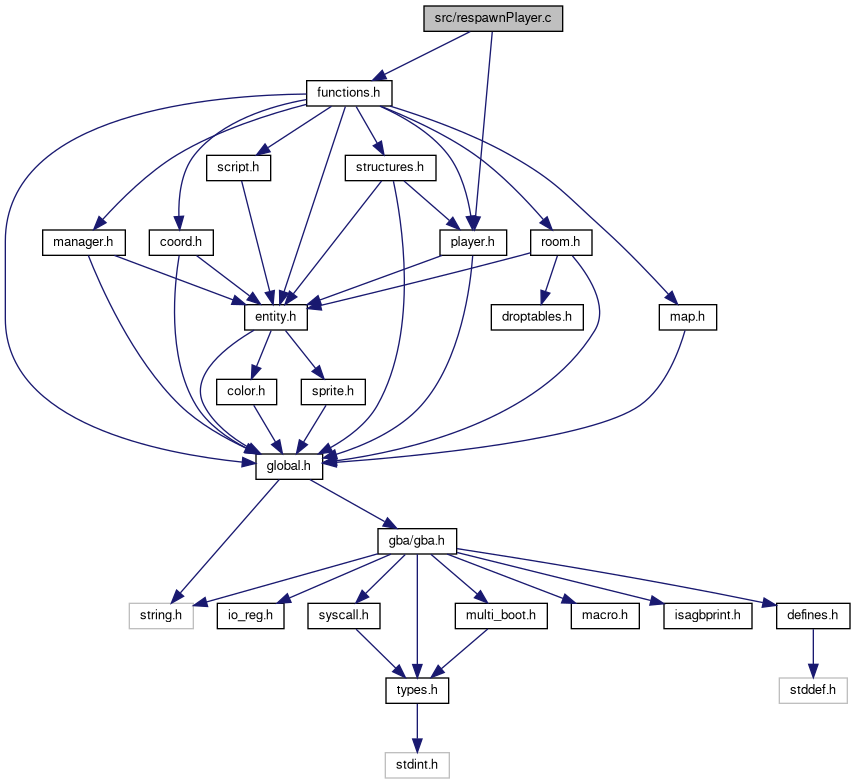 src/respawnPlayer.c
functions.h
script.h
structures.h
manager.h
coord.h
player.h
room.h
entity.h
droptables.h
map.h
color.h
sprite.h
global.h
gba/gba.h
string.h
io_reg.h
syscall.h
multi_boot.h
macro.h
isagbprint.h
defines.h
types.h
stddef.h
stdint.h